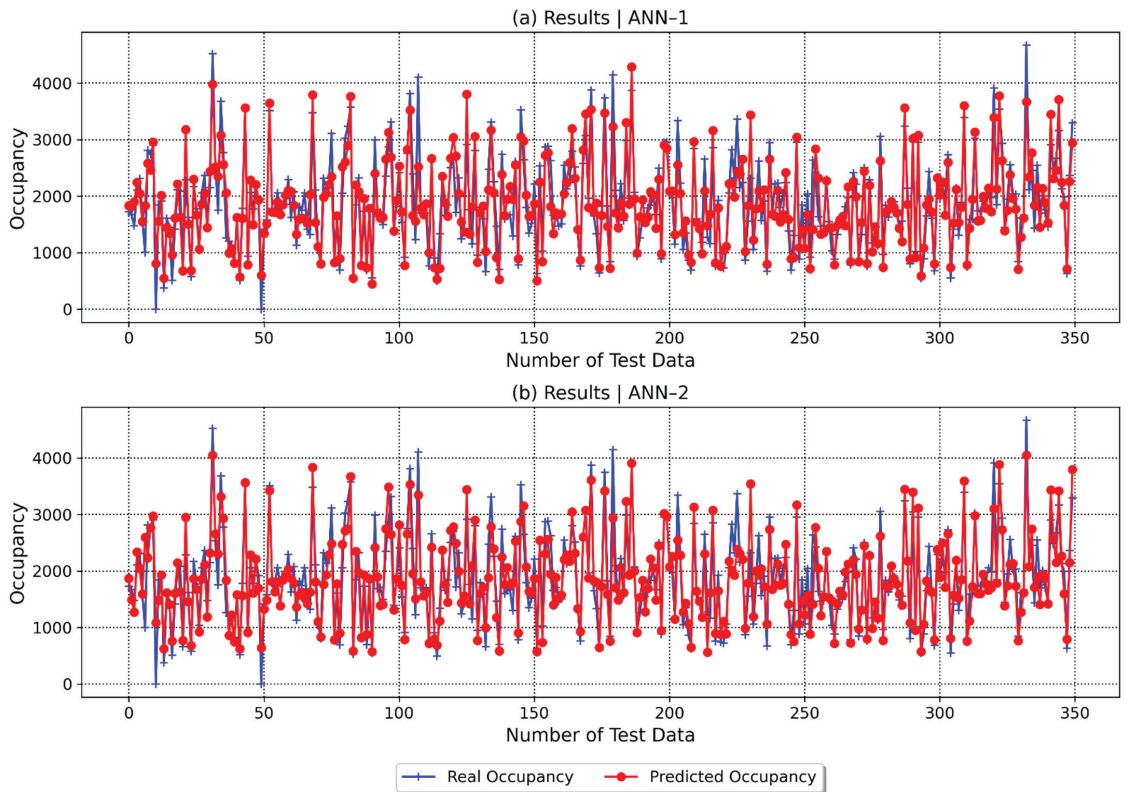 (a) Results | ANN–1
Occupancy
4000
3000
2000
1000
0
0 50 100 150 200 250 300 350
Number of Test Data
(b) Results | ANN–2
Occupancy
4000
3000
2000
1000
0
0 50 100 150 200 250 300 350
Number of Test Data
Real Occupancy Predicted Occupancy